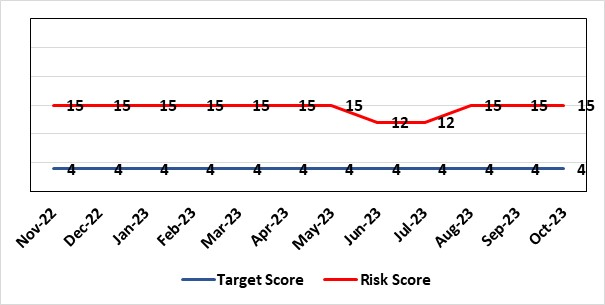 15 15 15 15 15 15 15 12 12 15 15 15
4 4 4 4 4 4 4 4 4 4 4 4
Nov-22 Dec-22 Jan-23 Feb-23 Mar-23 Apr-23 May-23 Jun-23 Jul-23 Aug-23 Sep-23 Oct-23
Target Score Risk Score